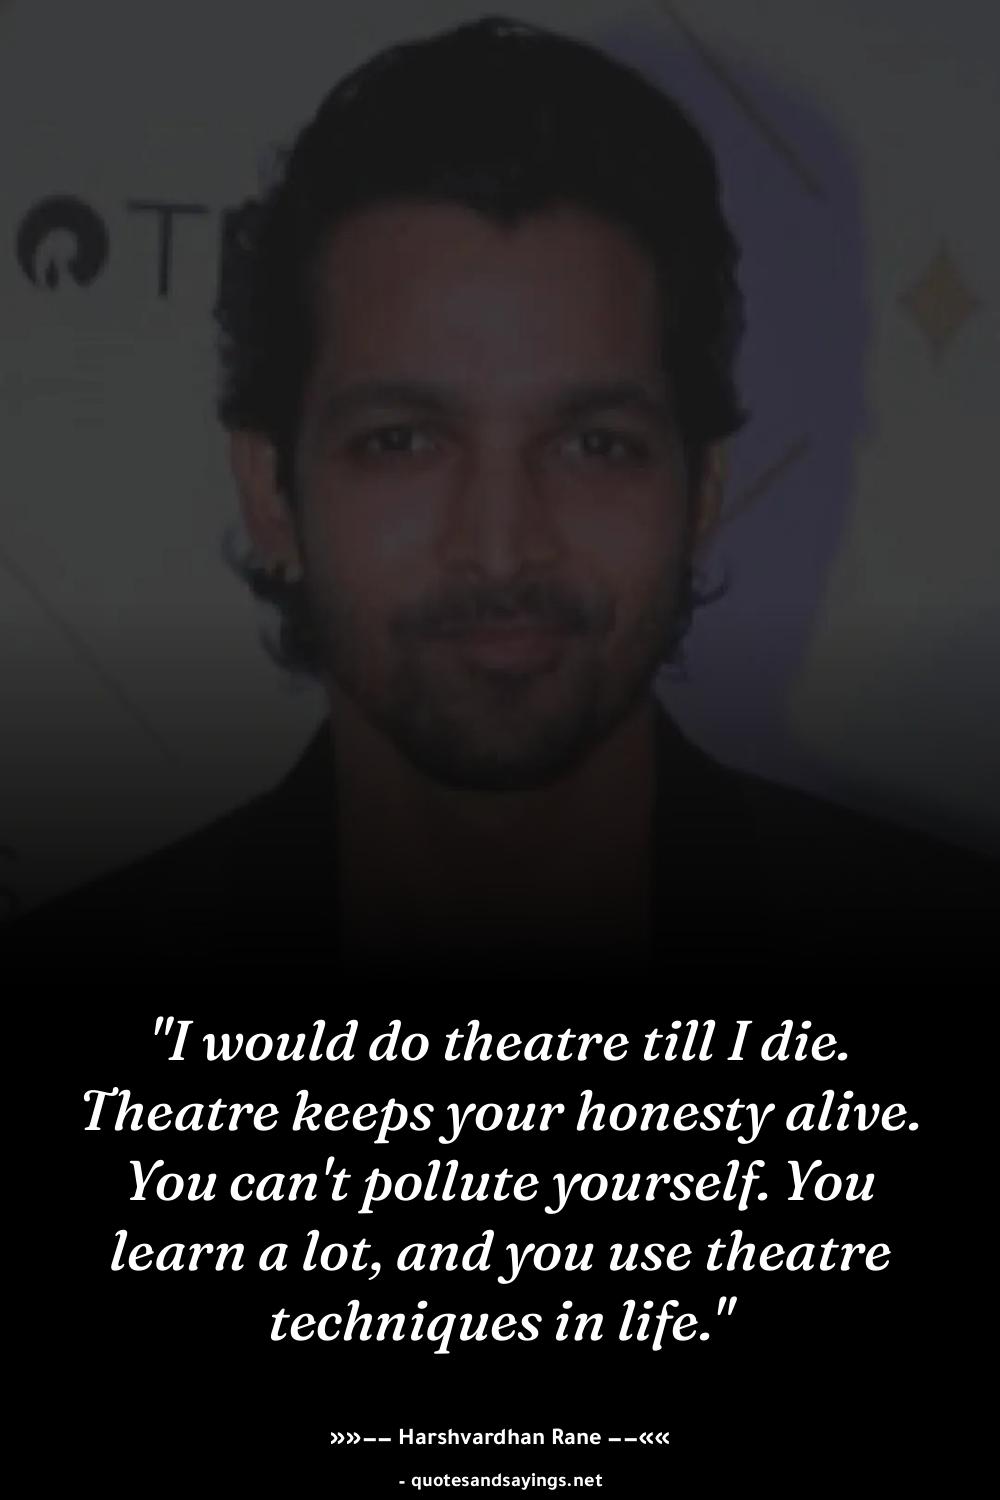 T
"I would do theatre till I die.
Theatre keeps your honesty alive.
You can't pollute yourself. You
learn a lot, and you use theatre
techniques in life."
»»−− Harshvardhan Rane −−««
- quotesandsayings.net